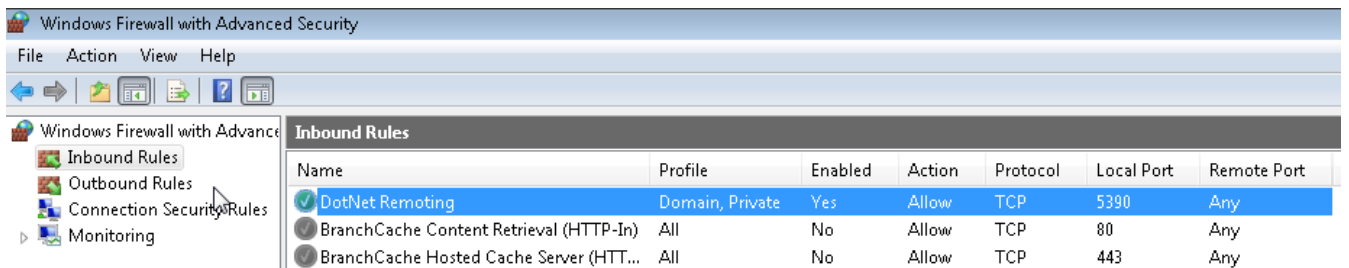 Windows Firewall with Advanced Security
File Action View Help
Windows Firewall with Advance
Inbound Rules
Outbound Rules
Connection Security Rules
Monitoring
Inbound Rules
Name Profile Enabled Action Protocol Local Port Remote Port
DotNet Remoting Domain, Private Yes Allow TCP 5390 Any
BranchCache Content Retrieval (HTTP-In) All No Allow TCP 80 Any
BranchCache Hosted Cache Server (HTT... All No Allow TCP 443 Any